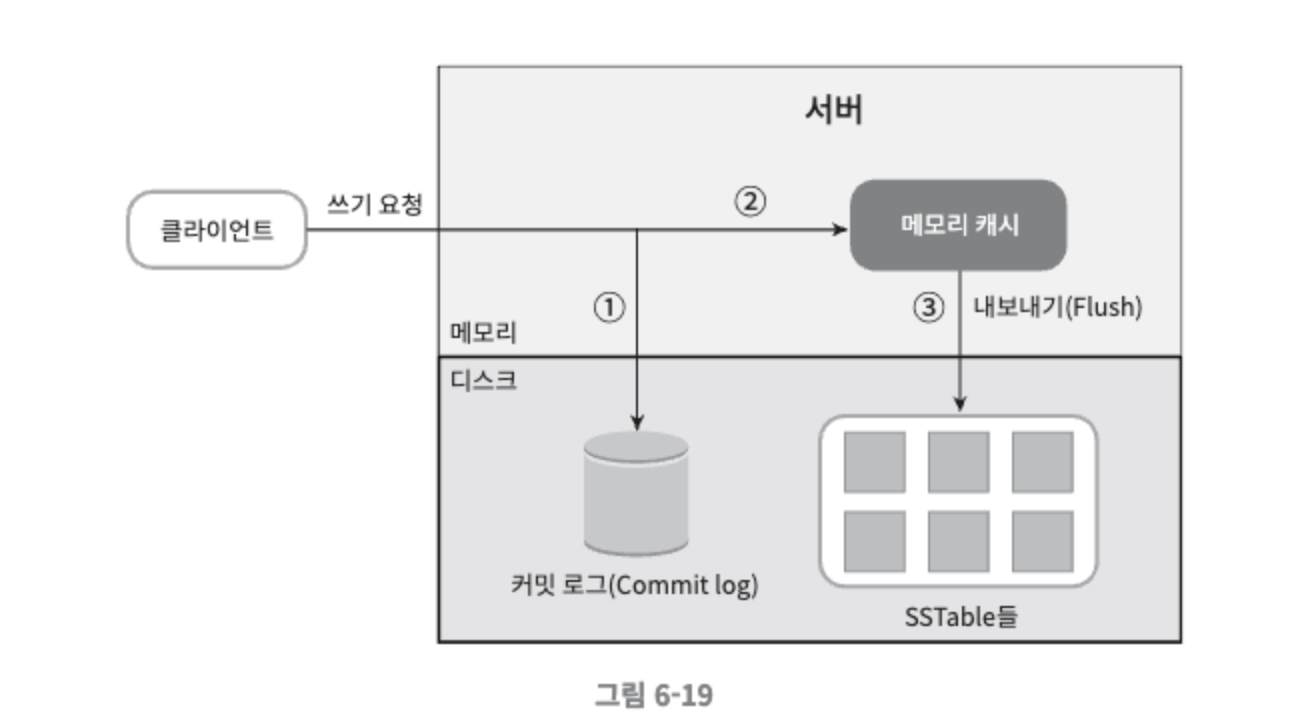 서버
클라이언트
쓰기 요청
②
메모리 캐시
①
③
내보내기(Flush)
메모리
디스크
커밋 로그(Commit log)
SSTable들
그림 6-19